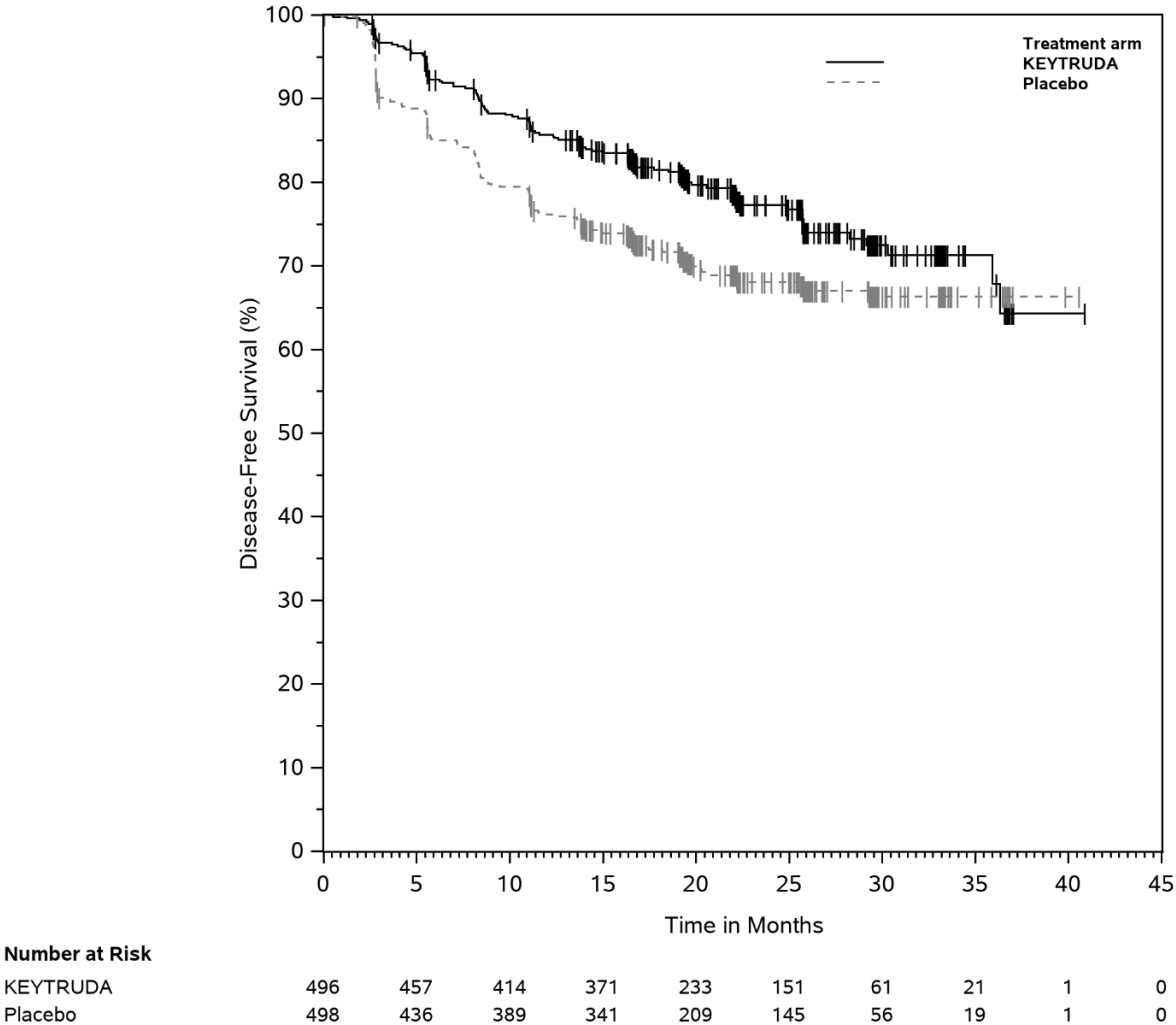 100
90
80
70
60
50
40
30
20
10
0
Disease-Free Survival (%)
Treatment arm
KEYTRUDA
Placebo
0 5 10 15 20 25 30 35 40 45
Time in Months
Number at Risk
KEYTRUDA 496 457 414 371 233 151 61 21 1 0
Placebo 498 436 389 341 209 145 56 19 1 0